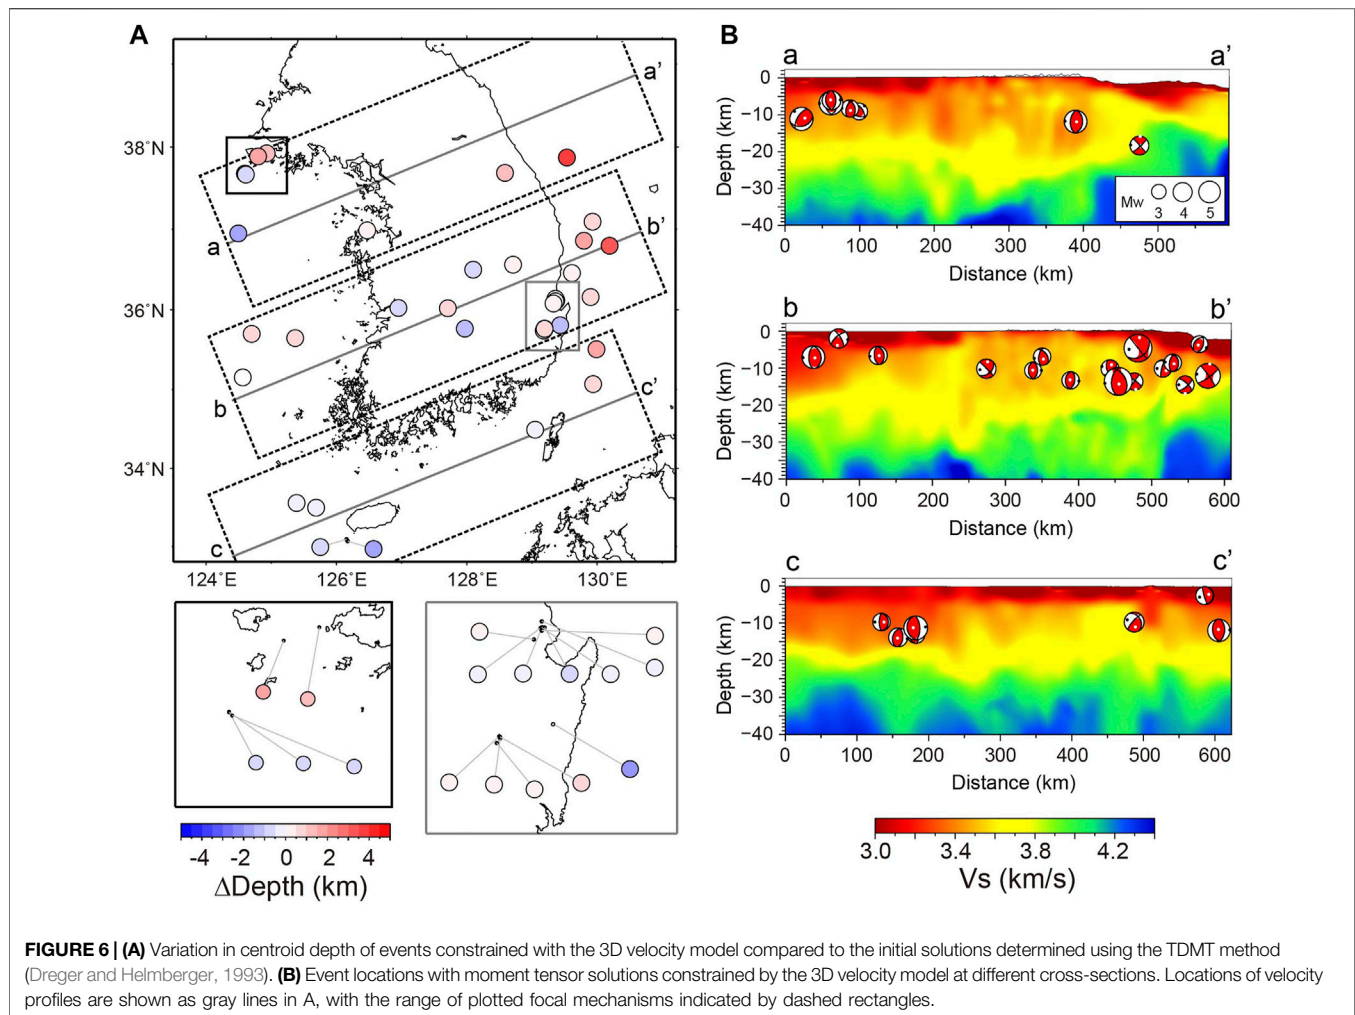 A
a'
38°N
a
b'
36°N
b
c'
34°N
c
124°E 126°E 128°E 130°E
-4 -2 0 2 4
ΔDepth (km)
B
a a'
0
−10
−20
−30
−40
Depth (km)
Mw
3 4 5
0 100 200 300 400 500
Distance (km)
b b'
0
−10
−20
−30
−40
Depth (km)
0 100 200 300 400 500 600
Distance (km)
c c'
0
−10
−20
−30
−40
Depth (km)
0 100 200 300 400 500 600
Distance (km)
3.0 3.4 3.8 4.2
Vs (km/s)
FIGURE 6 | (A) Variation in centroid depth of events constrained with the 3D velocity model compared to the initial solutions determined using the TDMT method
(Dreger and Helmberger, 1993). (B) Event locations with moment tensor solutions constrained by the 3D velocity model at different cross-sections. Locations of velocity
profiles are shown as gray lines in A, with the range of plotted focal mechanisms indicated by dashed rectangles.